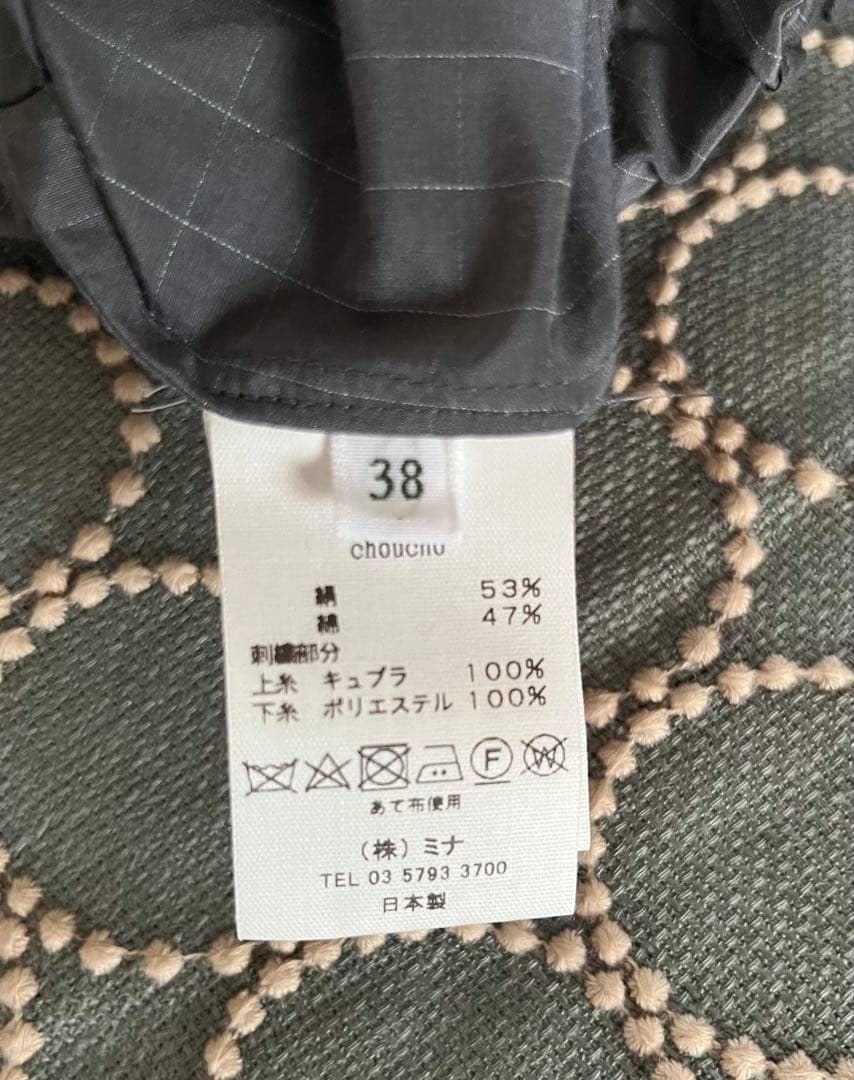 38
choucho
絹 53%
綿 47%
刺繍部分
上糸 キュプラ 100%
下糸 ポリエステル 100%
F W
あて布使用
（株）ミナ
TEL 03 5793 3700
日本製